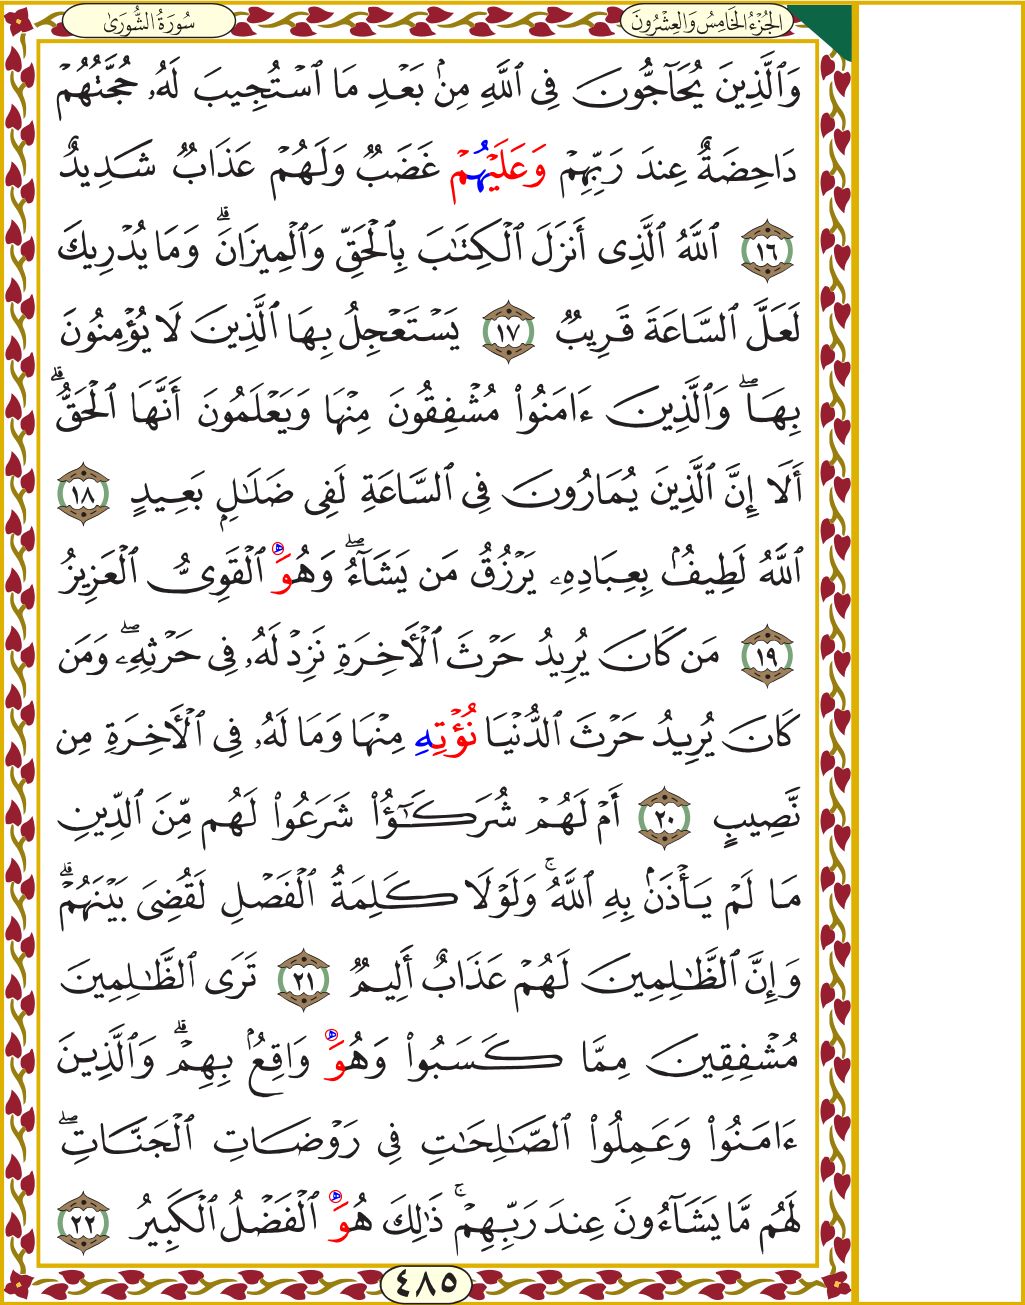 الجُزْءُ الخَامِسُ وَالعِشْرُونَ
سُورَةُ الشُّورَىٰ
وَٱلَّذِينَ يُحَآجُّونَ فِى ٱللَّهِ مِنۢ بَعْدِ مَا ٱسْتُجِيبَ لَهُۥ حُجَّتُهُمْ
دَاحِضَةٌ عِندَ رَبِّهِمْ وَعَلَيْهُمْ غَضَبٌ وَلَهُمْ عَذَابٌ شَدِيدٌ
١٦ ٱللَّهُ ٱلَّذِى أَنزَلَ ٱلْكِتَـٰبَ بِٱلْحَقِّ وَٱلْمِيزَانَ ۗ وَمَا يُدْرِيكَ
لَعَلَّ ٱلسَّاعَةَ قَرِيبٌ ١٧ يَسْتَعْجِلُ بِهَا ٱلَّذِينَ لَا يُؤْمِنُونَ
بِهَا ۖ وَٱلَّذِينَ ءَامَنُوا۟ مُشْفِقُونَ مِنْهَا وَيَعْلَمُونَ أَنَّهَا ٱلْحَقُّ ۗ
أَلَآ إِنَّ ٱلَّذِينَ يُمَارُونَ فِى ٱلسَّاعَةِ لَفِى ضَلَـٰلٍۭ بَعِيدٍ ١٨
ٱللَّهُ لَطِيفٌۢ بِعِبَادِهِۦ يَرْزُقُ مَن يَشَآءُ ۖ وَهُوَ ۥه ٱلْقَوِىُّ ٱلْعَزِيزُ
١٩ مَن كَانَ يُرِيدُ حَرْثَ ٱلْـَٔاخِرَةِ نَزِدْ لَهُۥ فِى حَرْثِهِۦ ۖ وَمَن
كَانَ يُرِيدُ حَرْثَ ٱلدُّنْيَا نُؤْتِهِ مِنْهَا وَمَا لَهُۥ فِى ٱلْـَٔاخِرَةِ مِن
نَّصِيبٍ ٢٠ أَمْ لَهُمْ شُرَكَـٰٓؤُا۟ شَرَعُوا۟ لَهُم مِّنَ ٱلدِّينِ
مَا لَمْ يَأْذَنۢ بِهِ ٱللَّهُ ۚ وَلَوْلَا كَلِمَةُ ٱلْفَصْلِ لَقُضِىَ بَيْنَهُمْ ۗ
وَإِنَّ ٱلظَّـٰلِمِينَ لَهُمْ عَذَابٌ أَلِيمٌ ٢١ تَرَى ٱلظَّـٰلِمِينَ
مُشْفِقِينَ مِمَّا كَسَبُوا۟ وَهُوَ ه وَاقِعٌۢ بِهِمْ ۗ وَٱلَّذِينَ
ءَامَنُوا۟ وَعَمِلُوا۟ ٱلصَّـٰلِحَـٰتِ فِى رَوْضَاتِ ٱلْجَنَّاتِ ۖ
لَهُم مَّا يَشَآءُونَ عِندَ رَبِّهِمْ ۚ ذَٰلِكَ هُوَ ه ٱلْفَضْلُ ٱلْكَبِيرُ ٢٢
٤٨٥